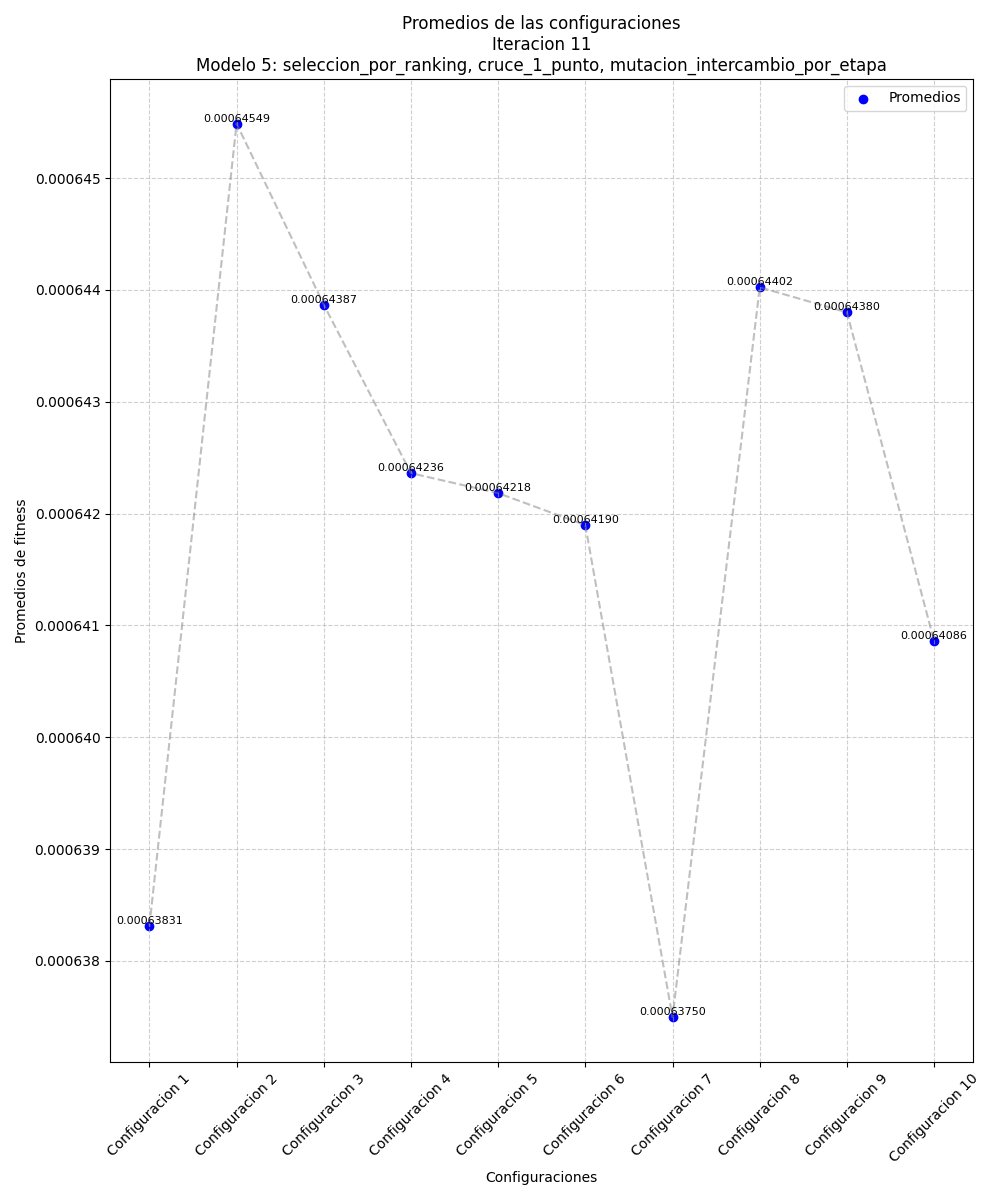 Promedios de las configuraciones
Iteracion 11
Modelo 5: seleccion_por_ranking, cruce_1_punto, mutacion_intercambio_por_etapa
Promedios
0.00064549
0.00064387
0.00064236
0.00064218
0.00064190
0.00064402
0.00064380
0.00064086
0.00063831
0.00063750
0.000645
0.000644
0.000643
0.000642
0.000641
0.000640
0.000639
0.000638
Promedios de fitness
Configuracion 1
Configuracion 2
Configuracion 3
Configuracion 4
Configuracion 5
Configuracion 6
Configuracion 7
Configuracion 8
Configuracion 9
Configuracion 10
Configuraciones